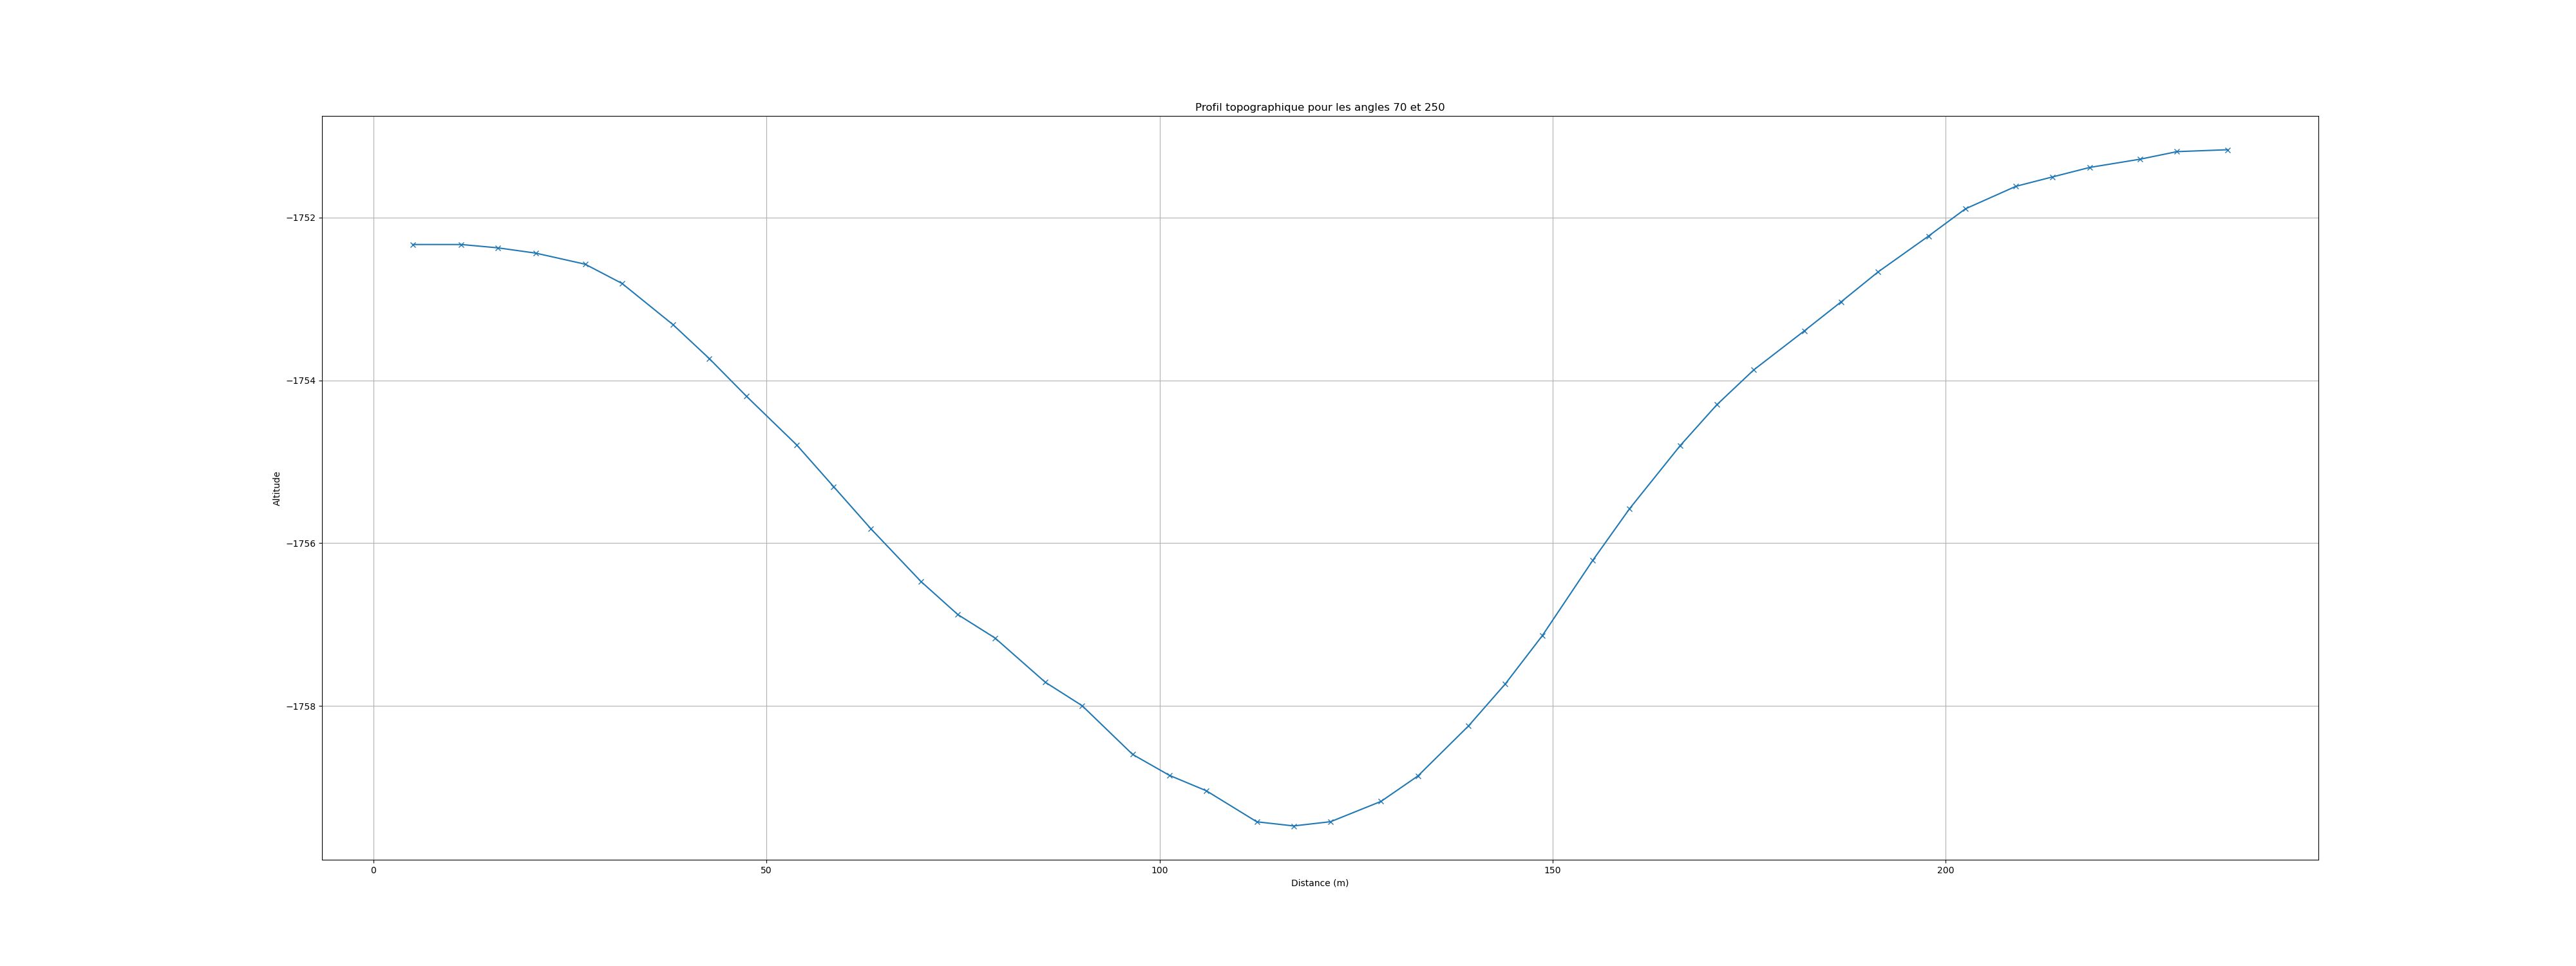 Profil topographique pour les angles 70 et 250
Altitude
−1752
−1754
−1756
−1758
0 50 100 150 200
Distance (m)